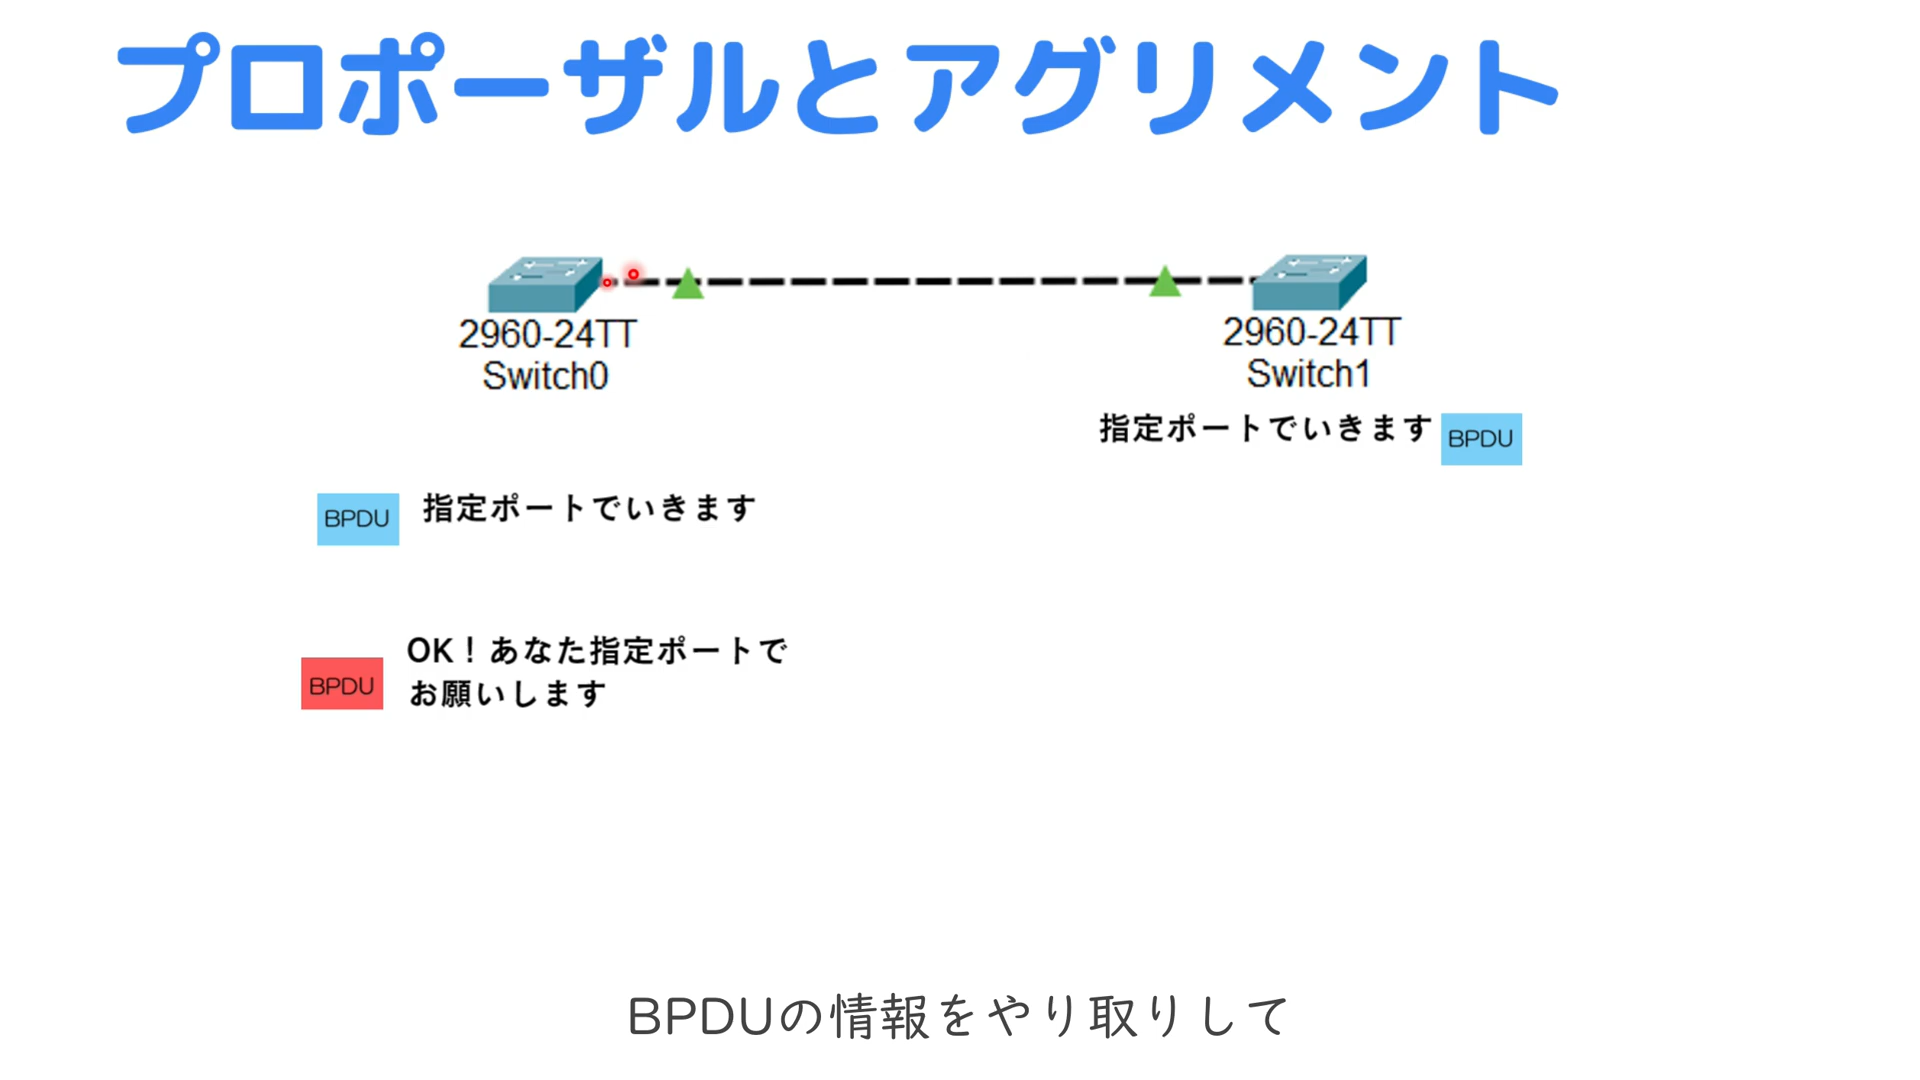 プロポーザルとアグリメント
2960-24TT
Switch0
2960-24TT
Switch1
指定ポートでいきます
BPDU
BPDU
指定ポートでいきます
BPDU
OK！あなた指定ポートで
お願いします
BPDUの情報をやり取りして